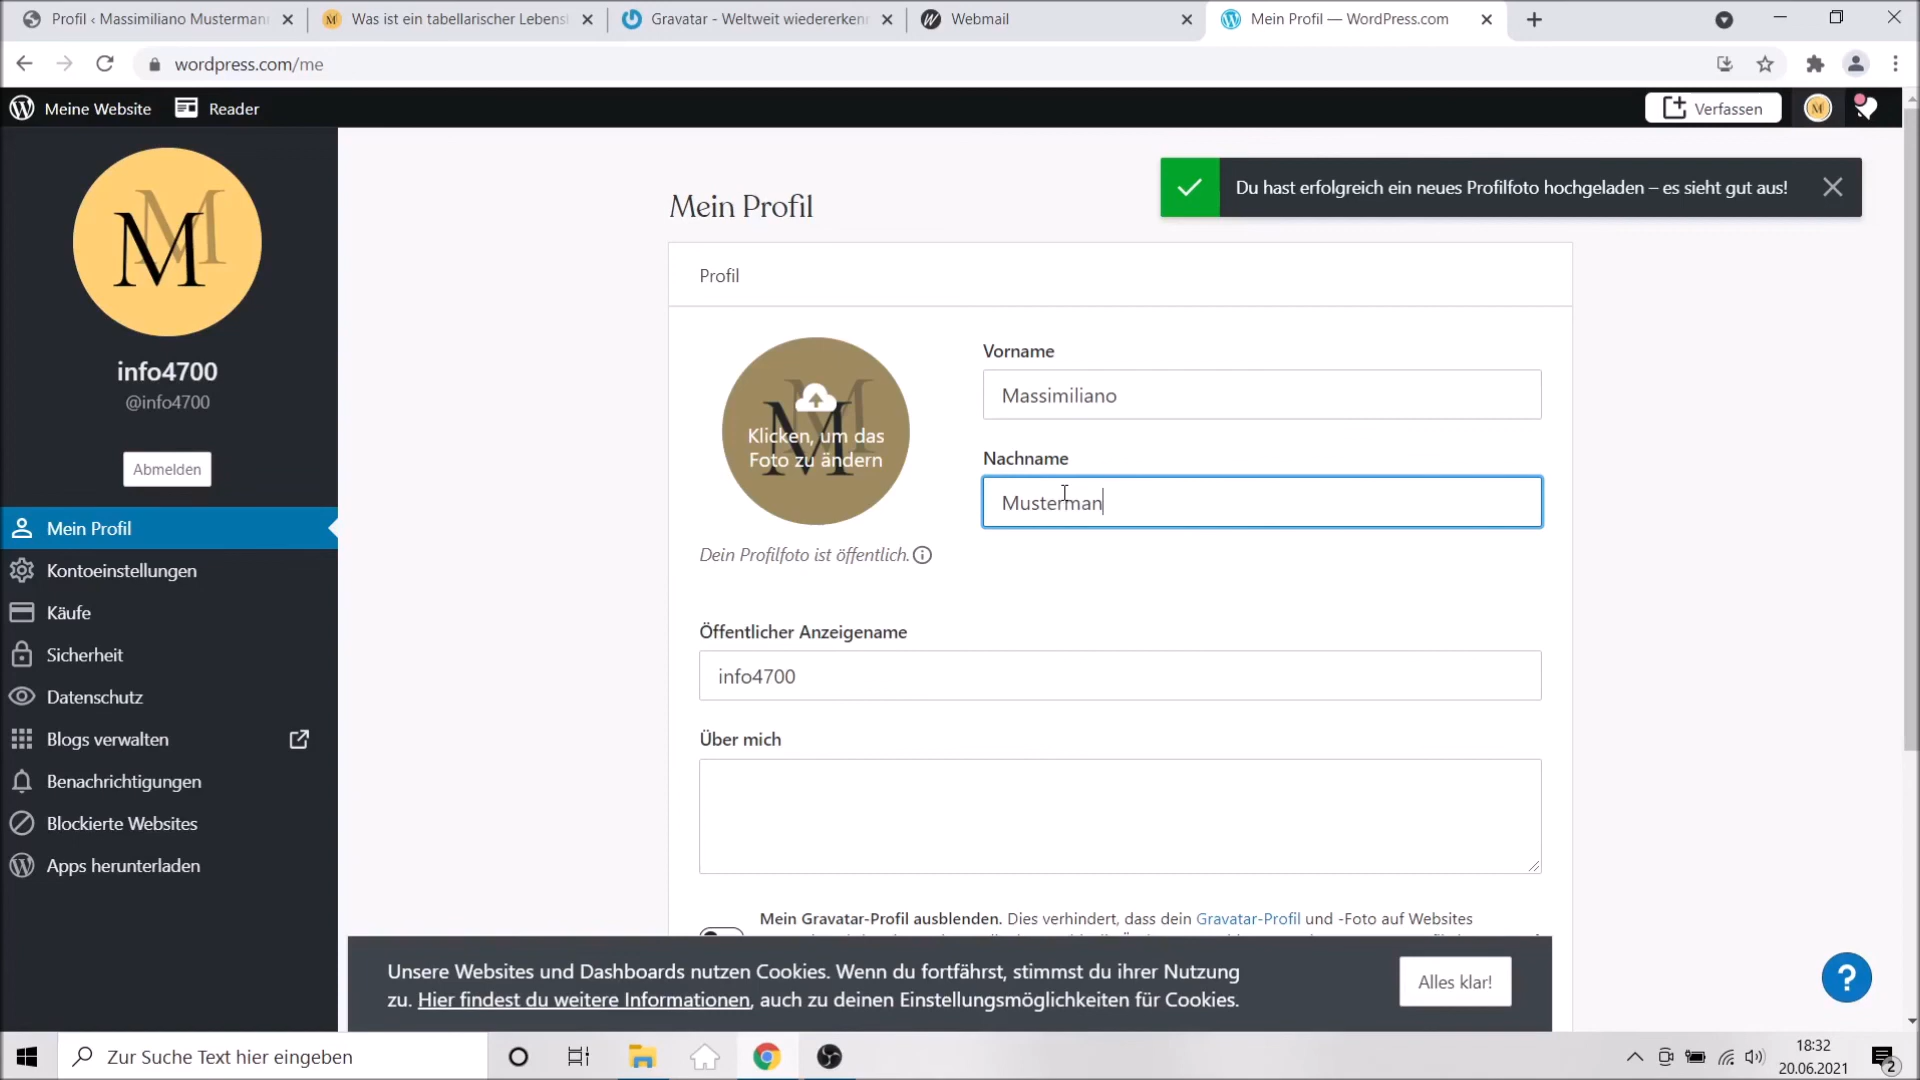 Profil ‹ Massimiliano Musterman
Was ist ein tabellarischer Lebens
Gravatar - Weltweit wiedererken
Webmail
Mein Profil — WordPress.com
wordpress.com/me
Meine Website
Reader
Verfassen
M
Du hast erfolgreich ein neues Profilfoto hochgeladen – es sieht gut aus!
MM
info4700
@info4700
Abmelden
Mein Profil
Kontoeinstellungen
Käufe
Sicherheit
Datenschutz
Blogs verwalten
Benachrichtigungen
Blockierte Websites
Apps herunterladen
Mein Profil
Profil
MM
Klicken, um das
Foto zu ändern
Dein Profilfoto ist öffentlich.
Vorname
Massimiliano
Nachname
Musterman
Öffentlicher Anzeigename
info4700
Über mich
Mein Gravatar-Profil ausblenden. Dies verhindert, dass dein Gravatar-Profil und -Foto auf Websites
Unsere Websites und Dashboards nutzen Cookies. Wenn du fortfährst, stimmst du ihrer Nutzung
zu. Hier findest du weitere Informationen, auch zu deinen Einstellungsmöglichkeiten für Cookies.
Alles klar!
?
Zur Suche Text hier eingeben
18:32
20.06.2021
2